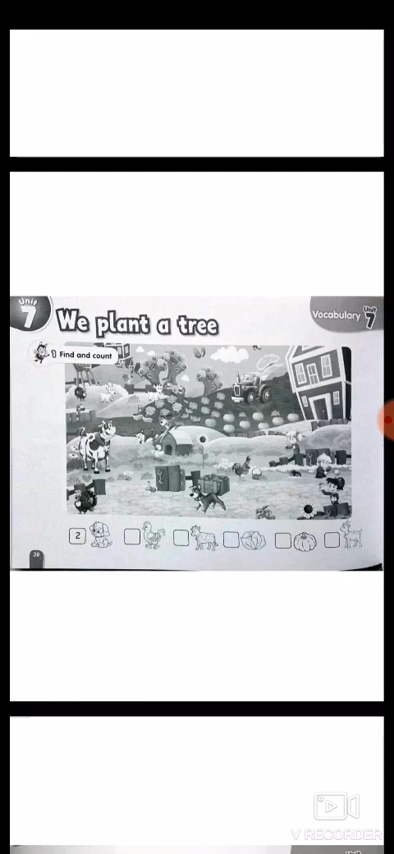 Unit
7
We plant a tree
Vocabulary
Unit
7
1 Find and count
2
38
V RECORDER